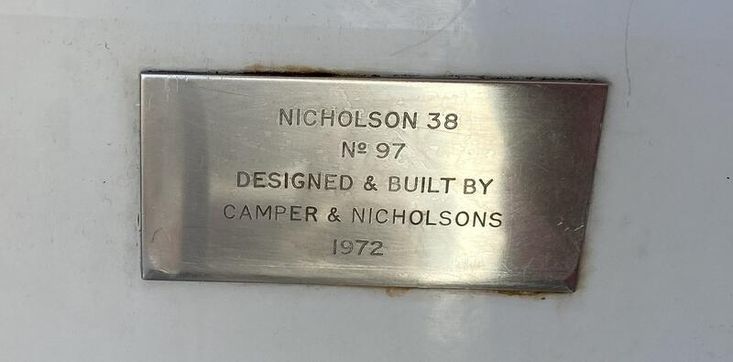 NICHOLSON 38
Nº 97
DESIGNED & BUILT BY
CAMPER & NICHOLSONS
1972